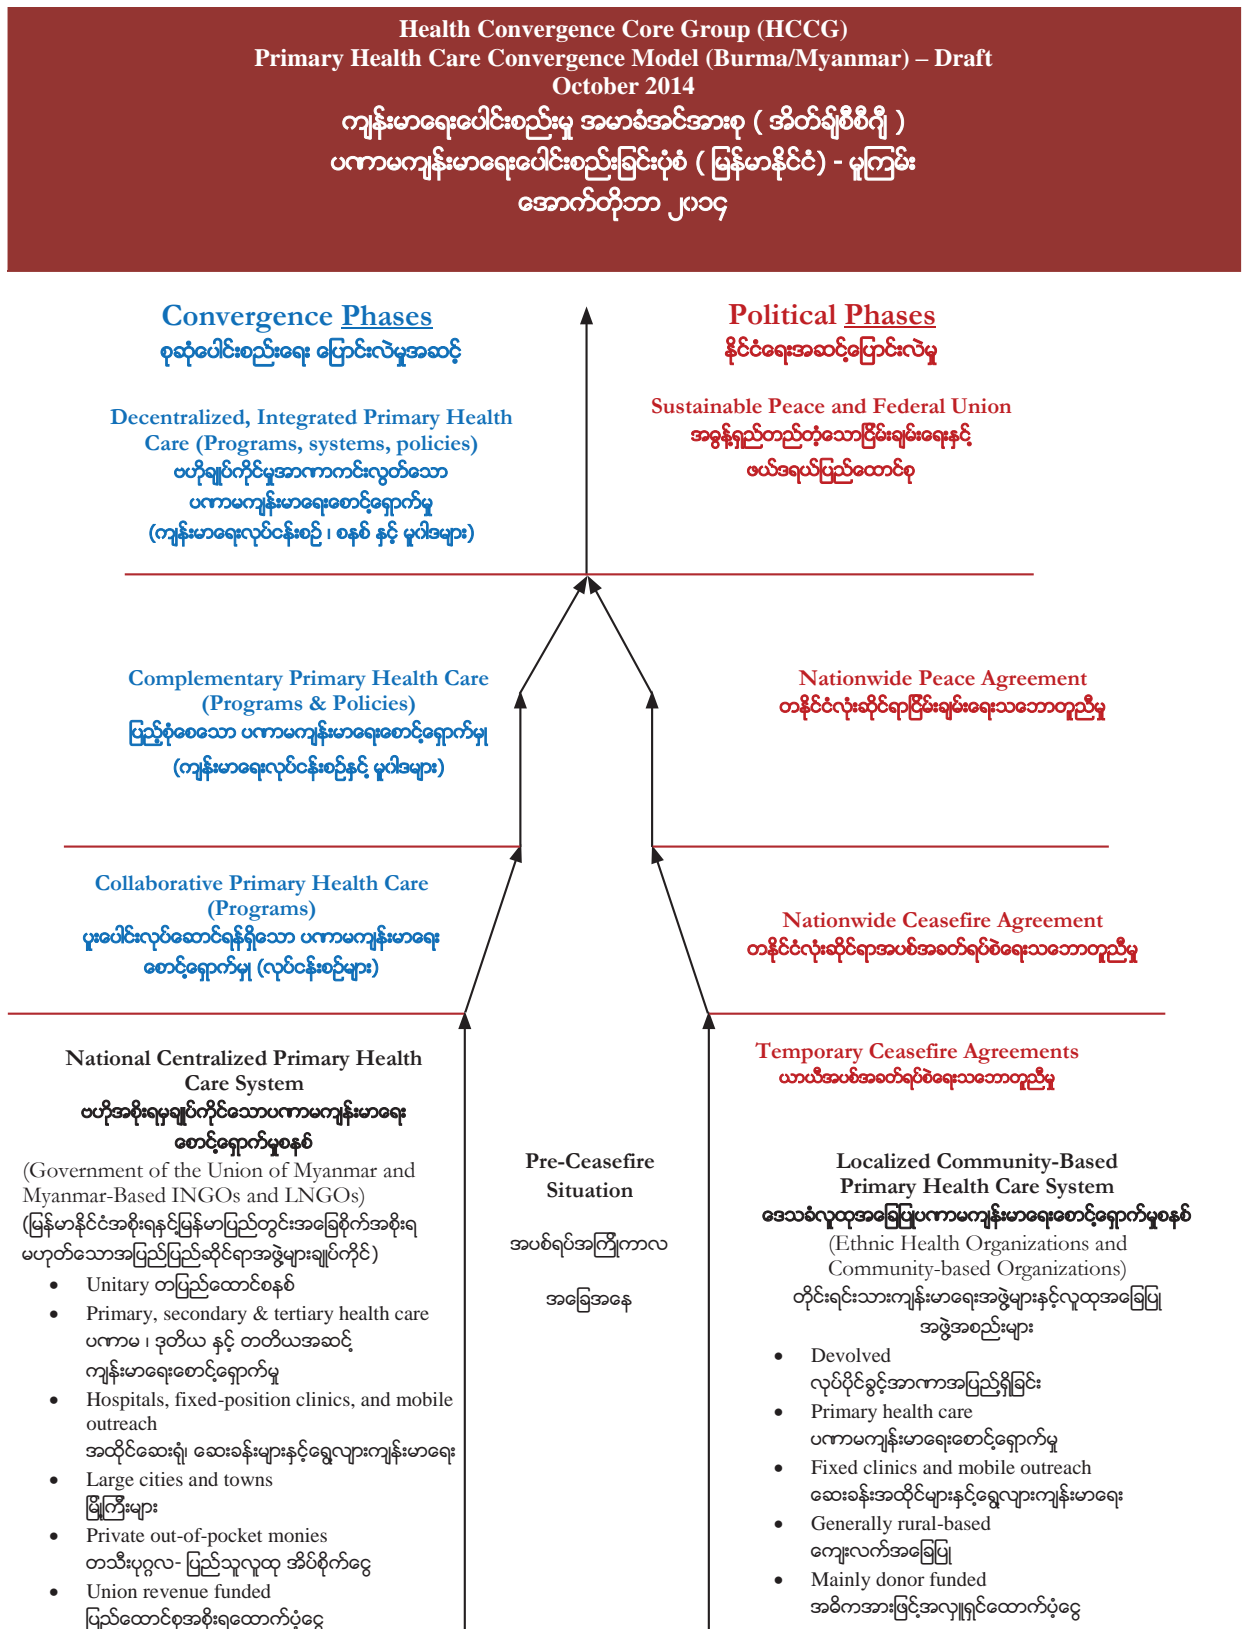 Health Convergence Core Group (HCCG)
Primary Health Care Convergence Model (Burma/Myanmar) – Draft
October 2014
ကျန်းမာရေးပေါင်းစည်းမှု အမာခံအင်အားစု ( အိတ်ချ်စီစီဂျီ )
ပဏာမကျန်းမာရေးပေါင်းစည်းခြင်းပုံစံ ( မြန်မာနိုင်ငံ) - မူကြမ်း
အောက်တိုဘာ ၂၀၁၄
Convergence Phases
စုဆုံပေါင်းစည်းရေး ပြောင်းလဲမှုအဆင့်
Decentralized, Integrated Primary Health
Care (Programs, systems, policies)
ဗဟိုချုပ်ကိုင်မှုအာဏာကင်းလွတ်သော
ပဏာမကျန်းမာရေးစောင့်ရှောက်မှု
(ကျန်းမာရေးလုပ်ငန်းစဉ် ၊ စနစ် နှင့် မူဝါဒများ)
Political Phases
နိုင်ငံရေးအဆင့်ပြောင်းလဲမှု
Sustainable Peace and Federal Union
အဓွန့်ရှည်တည်တံ့သောငြိမ်းချမ်းရေးနှင့်
ဖယ်ဒရယ်ပြည်ထောင်စု
Complementary Primary Health Care
(Programs & Policies)
ပြည့်စုံစေသော ပဏာမကျန်းမာရေးစောင့်ရှောက်မှု
(ကျန်းမာရေးလုပ်ငန်းစဉ်နှင့် မူဝါဒများ)
Nationwide Peace Agreement
တနိုင်ငံလုံးဆိုင်ရာငြိမ်းချမ်းရေးသဘောတူညီမှု
Collaborative Primary Health Care
(Programs)
ပူးပေါင်းလုပ်ဆောင်ရန်ရှိသော ပဏာမကျန်းမာရေး
စောင့်ရှောက်မှု (လုပ်ငန်းစဉ်များ)
Nationwide Ceasefire Agreement
တနိုင်ငံလုံးဆိုင်ရာအပစ်အခတ်ရပ်စဲရေးသဘောတူညီမှု
National Centralized Primary Health
Care System
ဗဟိုအစိုးရမှချုပ်ကိုင်သောပဏာမကျန်းမာရေး
စောင့်ရှောက်မှုစနစ်
(Government of the Union of Myanmar and
Myanmar-Based INGOs and LNGOs)
(မြန်မာနိုင်ငံအစိုးရနှင့်မြန်မာပြည်တွင်းအခြေစိုက်အစိုးရ
မဟုတ်သောအပြည်ပြည်ဆိုင်ရာအဖွဲ့များချုပ်ကိုင်)
• Unitary တပြည်ထောင်စနစ်
• Primary, secondary & tertiary health care
ပဏာမ ၊ ဒုတိယ နှင့် တတိယအဆင့်
ကျန်းမာရေးစောင့်ရှောက်မှု
• Hospitals, fixed-position clinics, and mobile
outreach
အထိုင်ဆေးရုံ၊ ဆေးခန်းများနှင့်ရွေ့လျားကျန်းမာရေး
• Large cities and towns
မြို့ကြီးများ
• Private out-of-pocket monies
တသီးပုဂ္ဂလ- ပြည်သူလူထု အိပ်စိုက်ငွေ
• Union revenue funded
ပြည်ထောင်စုအစိုးရထောက်ပံ့ငွေ
Pre-Ceasefire
Situation
အပစ်ရပ်အကြိုကာလ
အခြေအနေ
Temporary Ceasefire Agreements
ယာယီအပစ်အခတ်ရပ်စဲရေးသဘောတူညီမှု
Localized Community-Based
Primary Health Care System
ဒေသခံလူထုအခြေပြုပဏာမကျန်းမာရေးစောင့်ရှောက်မှုစနစ်
(Ethnic Health Organizations and
Community-based Organizations)
တိုင်းရင်းသားကျန်းမာရေးအဖွဲ့များနှင့်လူထုအခြေပြု
အဖွဲ့အစည်းများ
• Devolved
လုပ်ပိုင်ခွင့်အာဏာအပြည့်ရှိခြင်း
• Primary health care
ပဏာမကျန်းမာရေးစောင့်ရှောက်မှု
• Fixed clinics and mobile outreach
ဆေးခန်းအထိုင်များနှင့်ရွေ့လျားကျန်းမာရေး
• Generally rural-based
ကျေးလက်အခြေပြု
• Mainly donor funded
အဓိကအားဖြင့်အလှူရှင်ထောက်ပံ့ငွေ